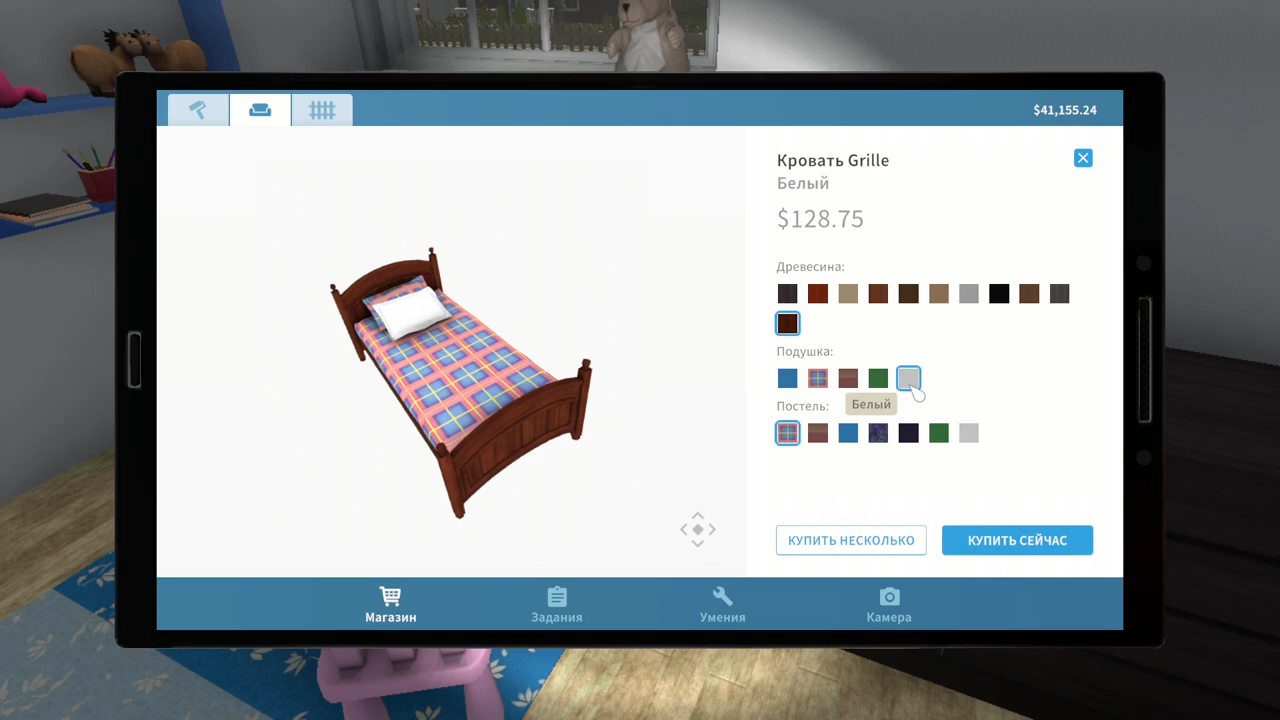 $41,155.24
Кровать Grille
Белый
$128.75
Древесина:
Подушка:
Белый
Постель:
КУПИТЬ НЕСКОЛЬКО
КУПИТЬ СЕЙЧАС
Магазин
Задания
Умения
Камера